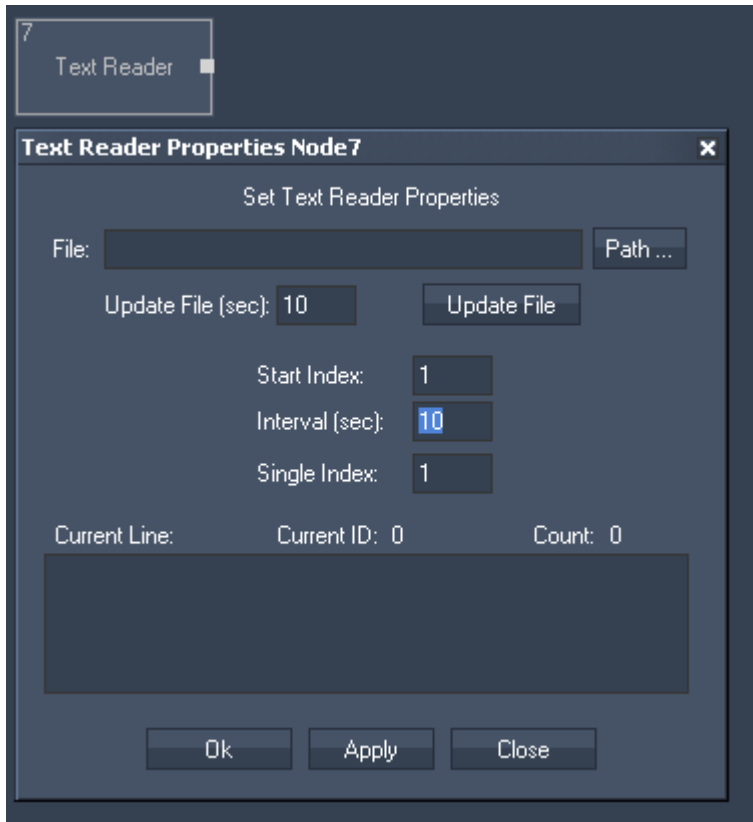 7
Text Reader
Text Reader Properties Node7
Set Text Reader Properties
File: Path ...
Update File (sec): 10 Update File
Start Index: 1
Interval (sec): 10
Single Index: 1
Current Line: Current ID: 0 Count: 0
Ok Apply Close